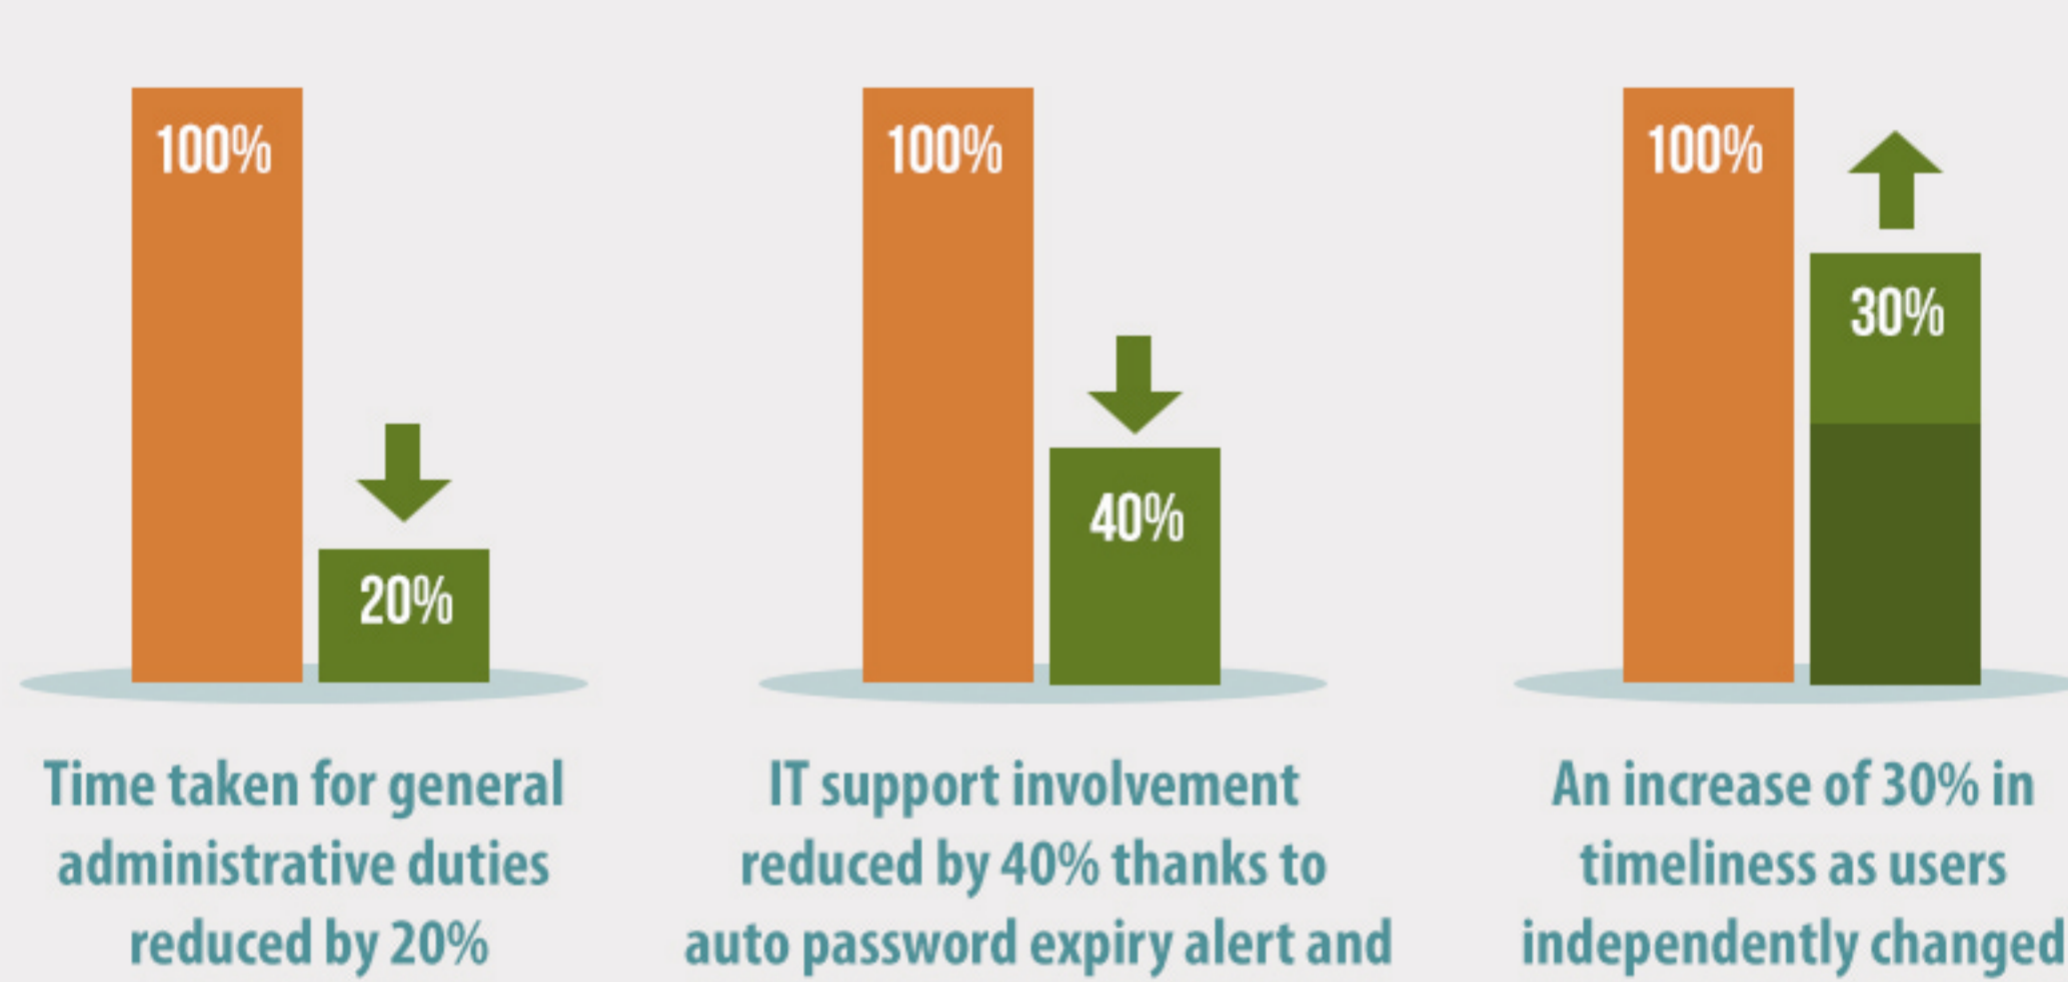 100%
20%
100%
40%
100%
30%
Time taken for general
administrative duties
reduced by 20%
IT support involvement
reduced by 40% thanks to
auto password expiry alert and
An increase of 30% in
timeliness as users
independently changed